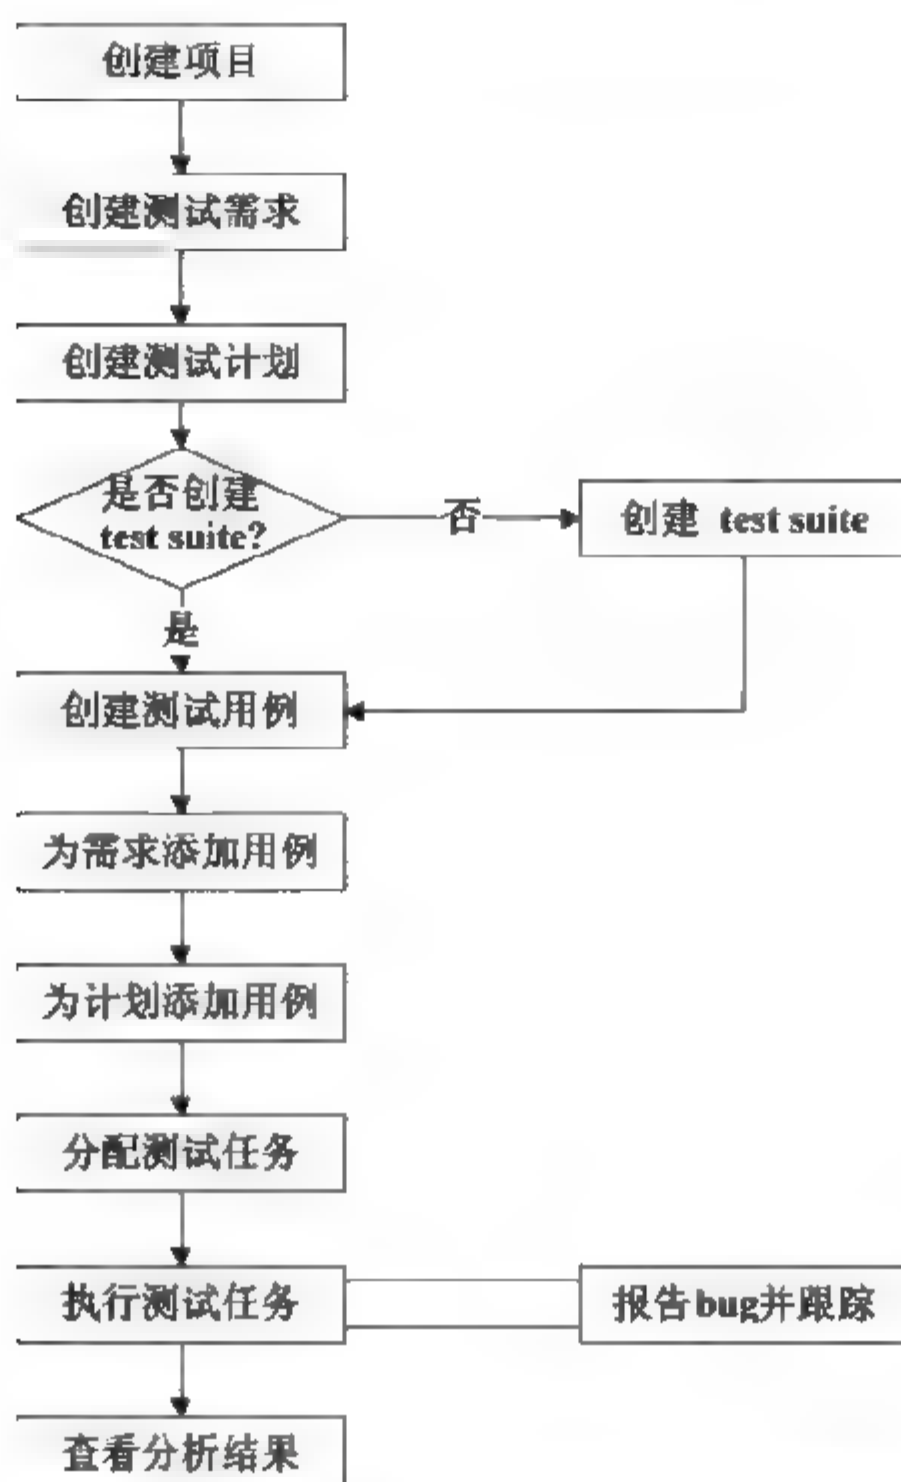 创建项目
创建测试需求
创建测试计划
是否创建
test suite?
否
创建 test suite
是
创建测试用例
为需求添加用例
为计划添加用例
分配测试任务
执行测试任务
报告bug并跟踪
查看分析结果